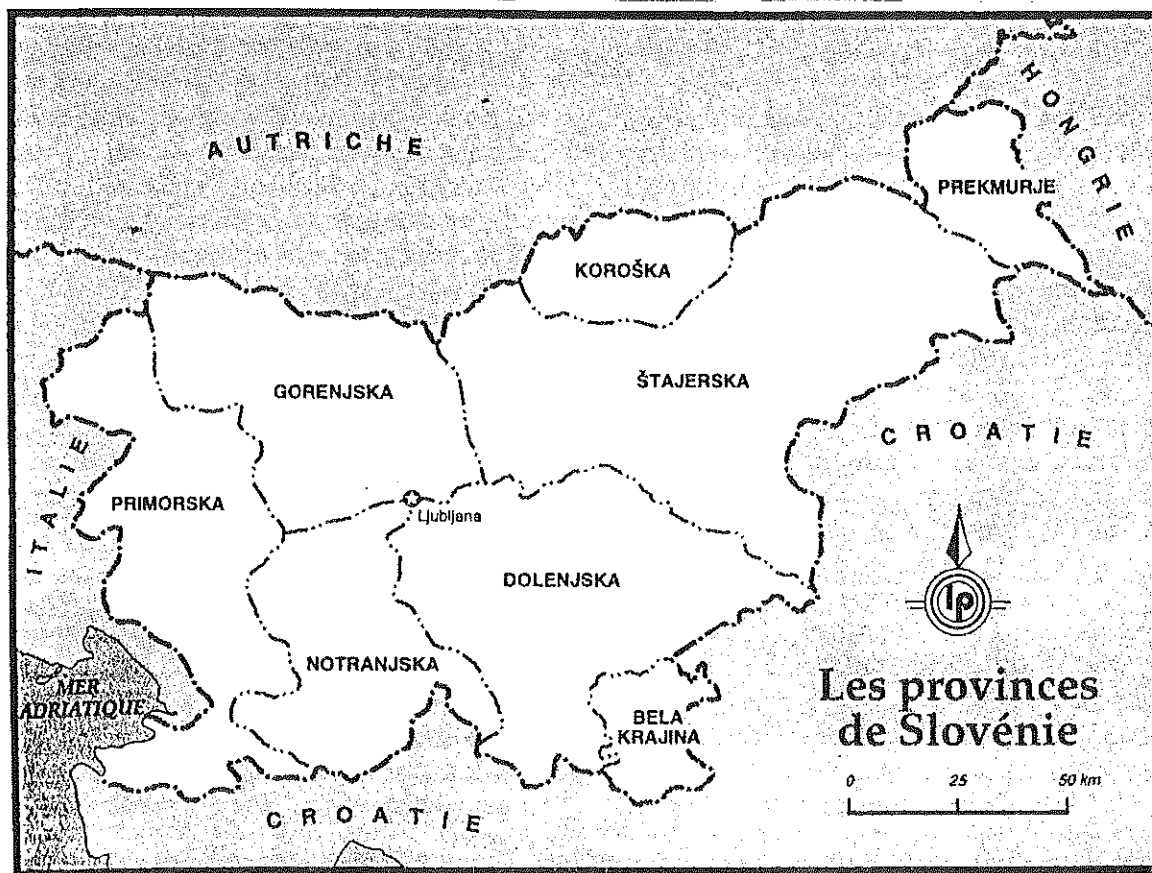 AUTRICHE
HONGRIE
PREKMURJE
KOROŠKA
GORENJSKA
ŠTAJERSKA
CROATIE
ITALIE
PRIMORSKA
Ljubljana
DOLENJSKA
lp
NOTRANJSKA
MER
ADRIATIQUE
BELA
KRAJINA
Les provinces
de Slovénie
0 25 50 km
CROATIE